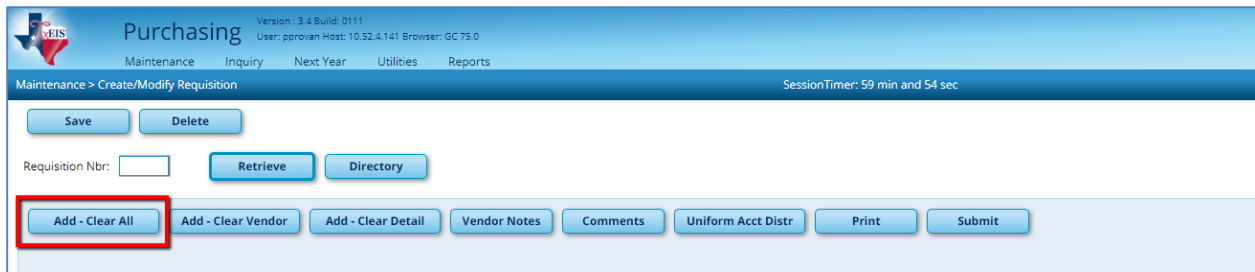 xEIS
Purchasing
Version : 3.4 Build: 0111
User: pprovan Host: 10.52.4.141 Browser: GC 75.0
Maintenance Inquiry Next Year Utilities Reports
Maintenance > Create/Modify Requisition SessionTimer: 59 min and 54 sec
Save Delete
Requisition Nbr: Retrieve Directory
Add - Clear All Add - Clear Vendor Add - Clear Detail Vendor Notes Comments Uniform Acct Distr Print Submit